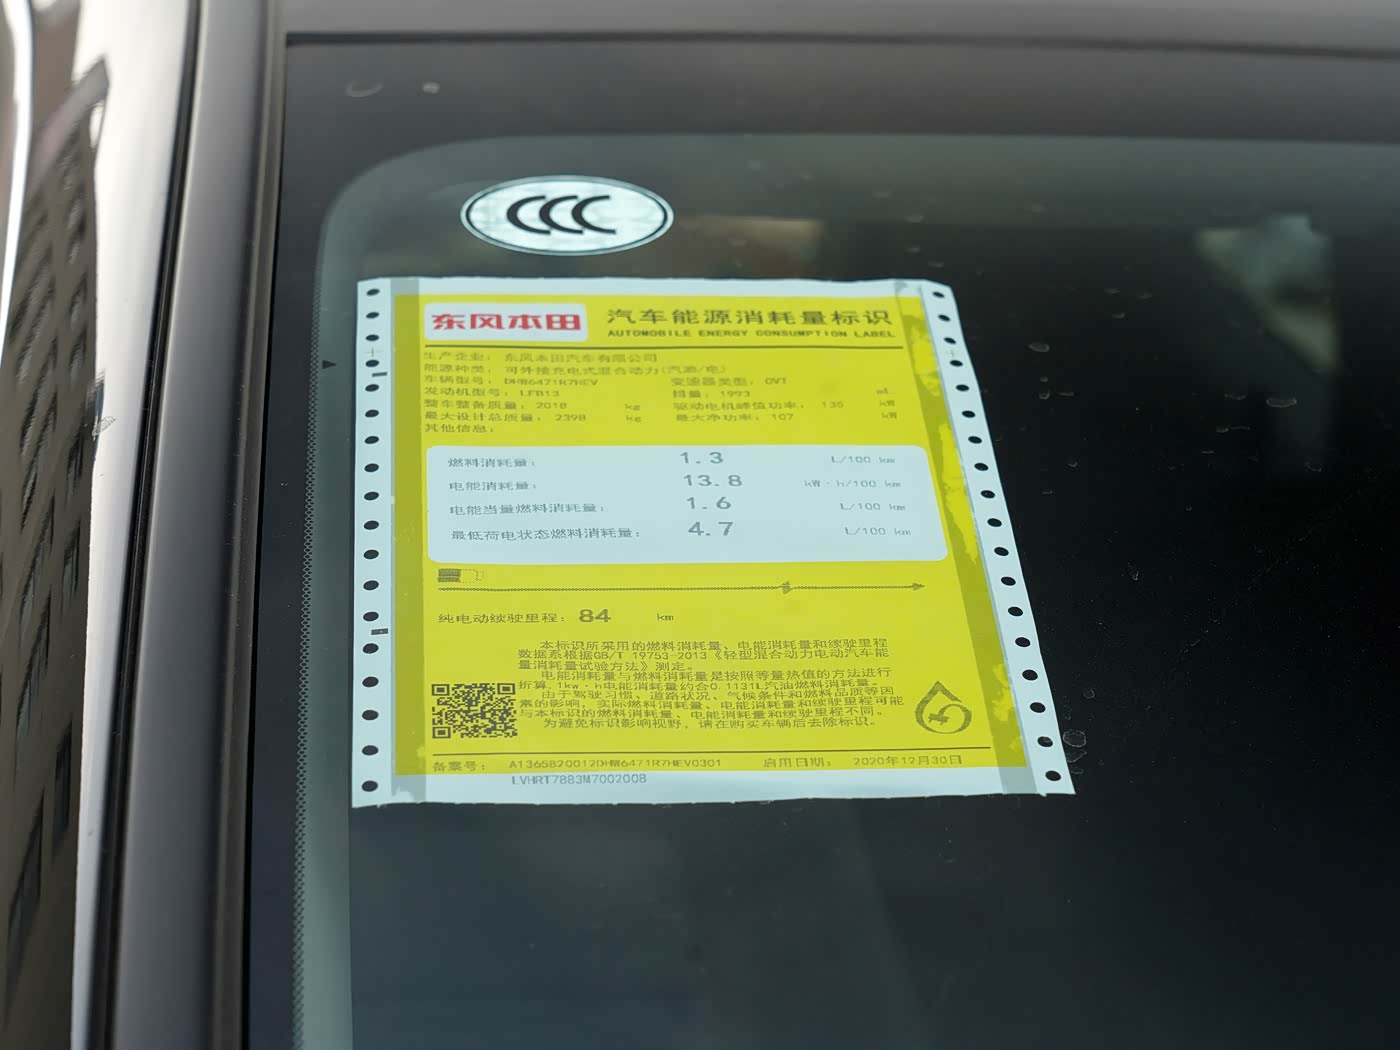 CCC
东风本田 汽车能源消耗量标识
AUTOMOBILE ENERGY CONSUMPTION LABEL
生产企业： 东风本田汽车有限公司
能源种类： 可外接充电式混合动力(汽油/电)
车辆型号： DHW6471R7HEV 变速器类型： CVT
发动机型号： LFB13 排量： 1993 mL
整车整备质量： 2018 kg 驱动电机峰值功率： 135 kW
最大设计总质量： 2398 kg 最大净功率： 107 kW
其他信息：
燃料消耗量： 1.3 L/100 km
电能消耗量： 13.8 kW·h/100 km
电能当量燃料消耗量： 1.6 L/100 km
最低荷电状态燃料消耗量： 4.7 L/100 km
纯电动续驶里程： 84 km
本标识所采用的燃料消耗量、电能消耗量和续驶里程
数据系根据GB/T 19753-2013《轻型混合动力电动汽车能
量消耗量试验方法》测定。
电能消耗量与燃料消耗量是按照等量热值的方法进行
折算,1kw·h电能消耗量约合0.1131L汽油燃料消耗量。
由于驾驶习惯、道路状况、气候条件和燃料品质等因
素的影响，实际燃料消耗量、电能消耗量和续驶里程可能
与本标识的燃料消耗量、电能消耗量和续驶里程不同。
为避免标识影响视野，请在购买车辆后去除标识。
备案号： A1365820012DHW6471R7HEV0301 启用日期： 2020年12月30日
LVHRT7883M7002008